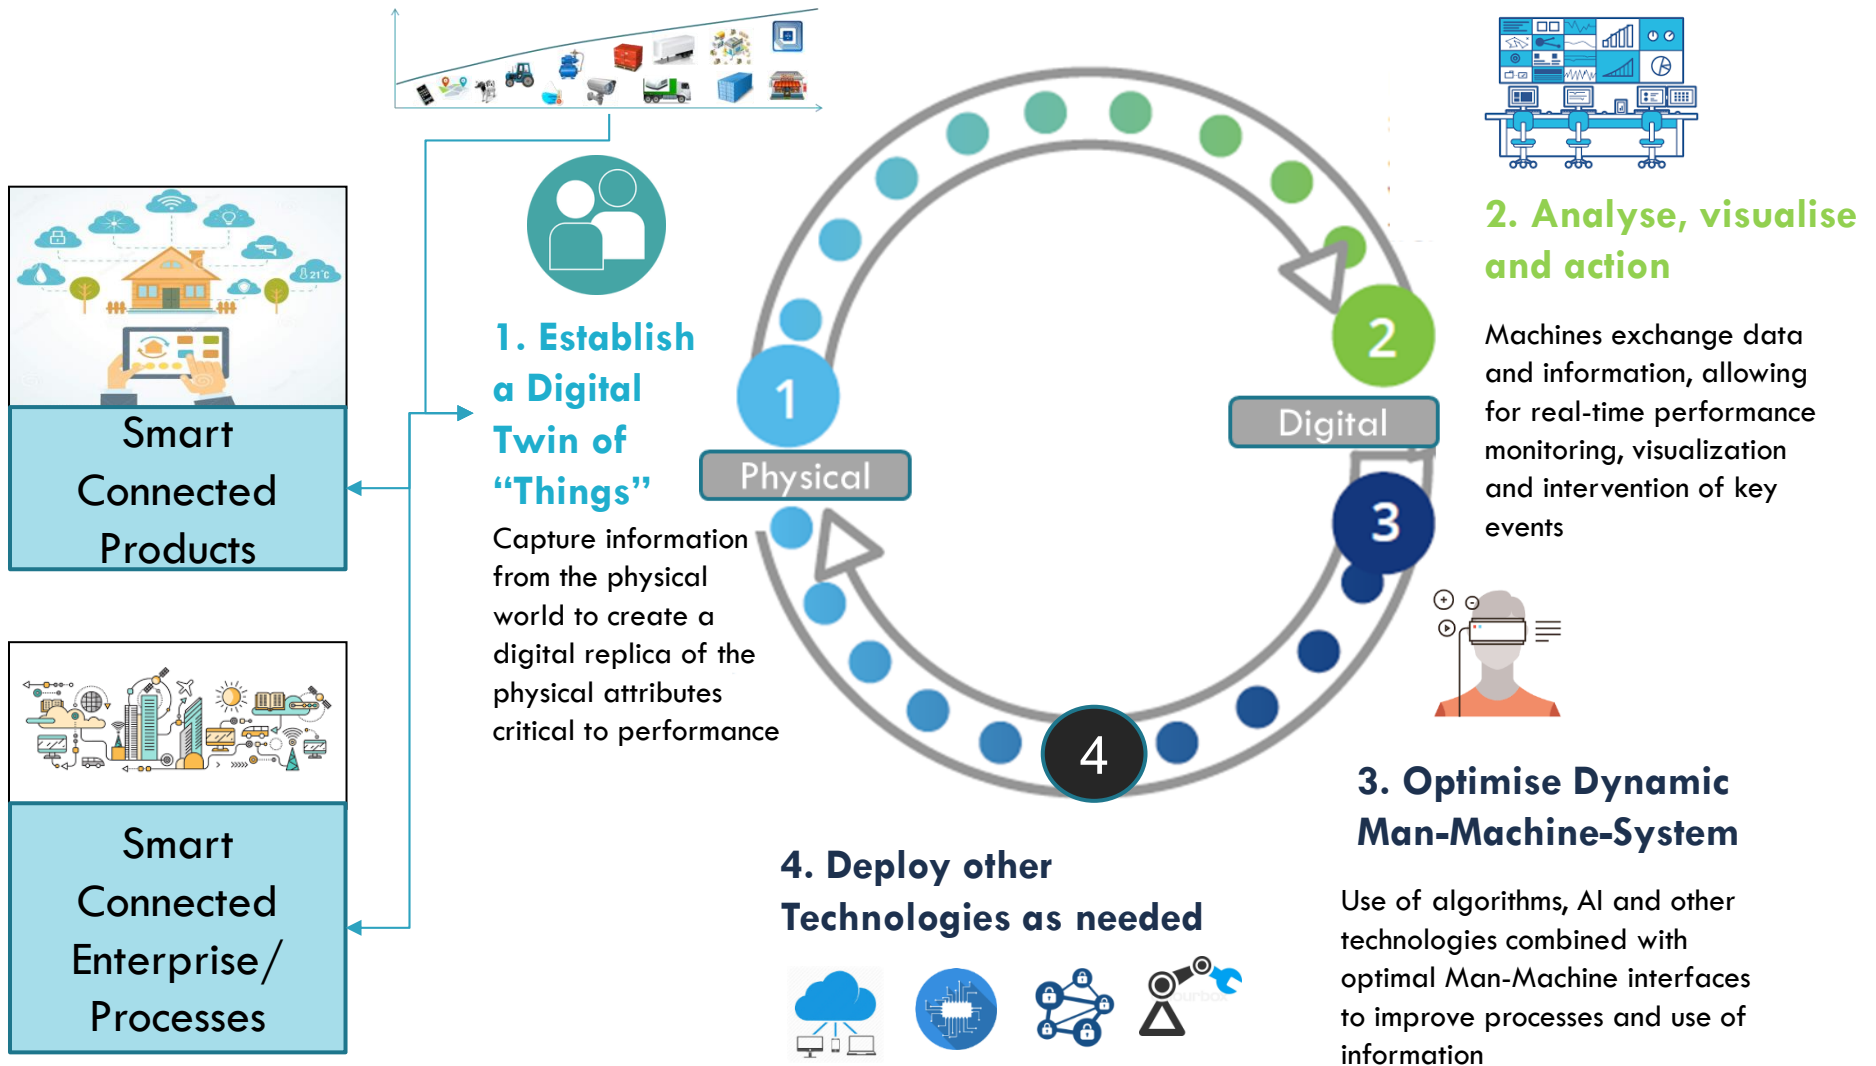 21°C
Smart
Connected
Products
Smart
Connected
Enterprise/
Processes
1. Establish
a Digital
Twin of
“Things”
Capture information
from the physical
world to create a
digital replica of the
physical attributes
critical to performance
1
Physical
2
Digital
3
4
2. Analyse, visualise
and action
Machines exchange data
and information, allowing
for real-time performance
monitoring, visualization
and intervention of key
events
3. Optimise Dynamic
Man-Machine-System
Use of algorithms, AI and other
technologies combined with
optimal Man-Machine interfaces
to improve processes and use of
information
4. Deploy other
Technologies as needed